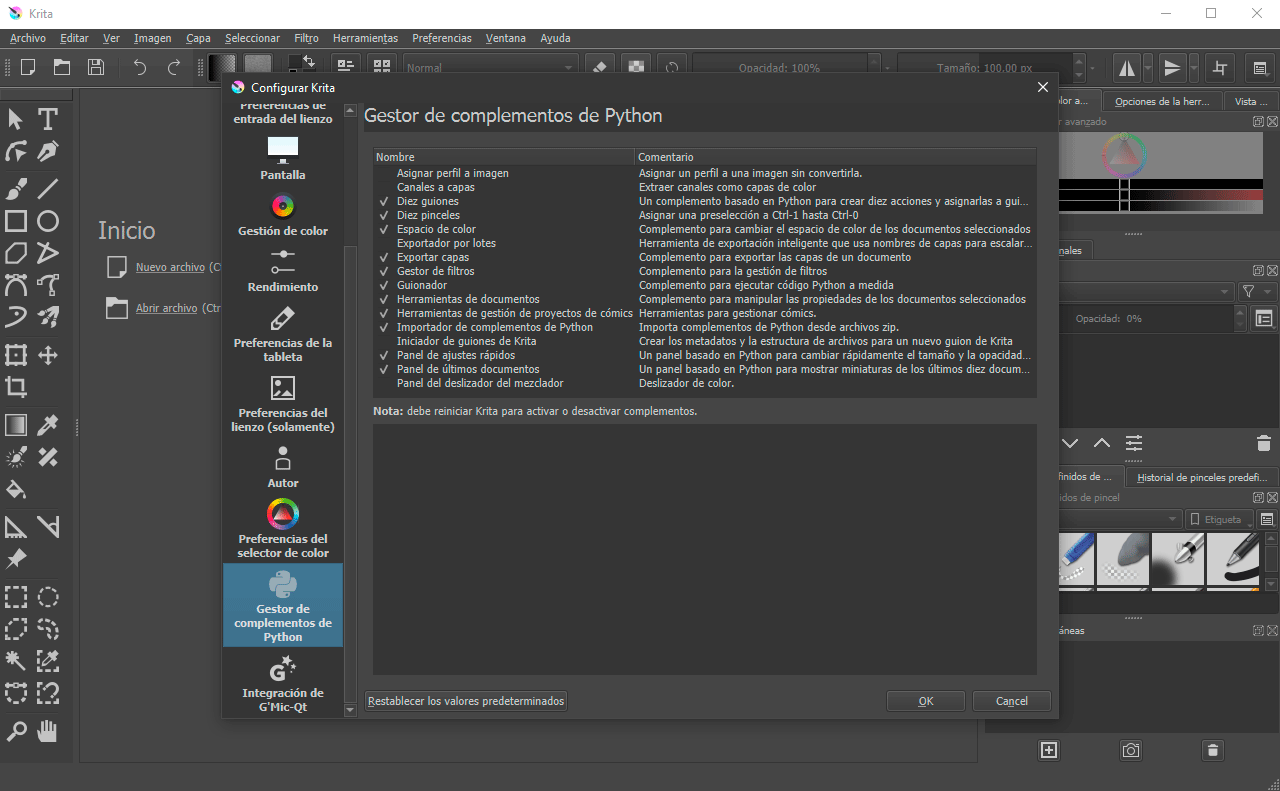 Krita
Archivo Editar Ver Imagen Capa Seleccionar Filtro Herramientas Preferencias Ventana Ayuda
Normal
Opacidad: 100%
Tamaño: 100.00 px
Configurar Krita
Preferencias de
entrada del lienzo
Pantalla
Gestión de color
Rendimiento
Preferencias de la
tableta
Preferencias del
lienzo (solamente)
Autor
Preferencias del
selector de color
Gestor de
complementos de
Python
Integración de
G'Mic-Qt
Gestor de complementos de Python
Nombre Comentario
Asignar perfil a imagen Asignar un perfil a una imagen sin convertirla.
Canales a capas Extraer canales como capas de color
Diez guiones Un complemento basado en Python para crear diez acciones y asignarlas a gui...
Diez pinceles Asignar una preselección a Ctrl-1 hasta Ctrl-0
Espacio de color Complemento para cambiar el espacio de color de los documentos seleccionados
Exportador por lotes Herramienta de exportación inteligente que usa nombres de capas para escalar...
Exportar capas Complemento para exportar las capas de un documento
Gestor de filtros Complemento para la gestión de filtros
Guionador Complemento para ejecutar código Python a medida
Herramientas de documentos Complemento para manipular las propiedades de los documentos seleccionados
Herramientas de gestión de proyectos de cómics Herramientas para gestionar cómics.
Importador de complementos de Python Importa complementos de Python desde archivos zip.
Iniciador de guiones de Krita Crear los metadatos y la estructura de archivos para un nuevo guion de Krita
Panel de ajustes rápidos Un panel basado en Python para cambiar rápidamente el tamaño y la opacidad...
Panel de últimos documentos Un panel basado en Python para mostrar miniaturas de los últimos diez docum...
Panel del deslizador del mezclador Deslizador de color.
Nota: debe reiniciar Krita para activar o desactivar complementos.
Restablecer los valores predeterminados
OK
Cancel
Inicio
Nuevo archivo (C
Abrir archivo (Ctr
olor a... Opciones de la herr... Vista ...
r avanzado
nales
Opacidad: 0%
finidos de ... Historial de pinceles predefi...
idos de pincel
Etiqueta
áneas